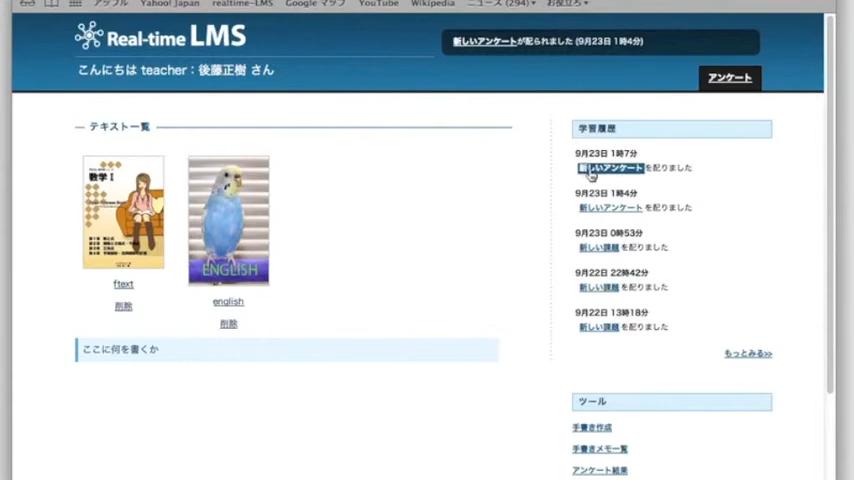 アップル Yahoo! Japan realtime-LMS Google マップ YouTube Wikipedia ニュース (294)▾ お役立ち▾
Real-time LMS
新しいアンケートが配られました (9月23日 1時4分)
こんにちは teacher：後藤正樹 さん
アンケート
テキスト一覧
数学 I
ENGLISH
ftext
english
削除
削除
ここに何を書くか
学習履歴
9月23日 1時7分
新しいアンケート を配りました
9月23日 1時4分
新しいアンケート を配りました
9月23日 0時53分
新しい課題 を配りました
9月22日 22時42分
新しい課題 を配りました
9月22日 13時18分
新しい課題 を配りました
もっとみる>>
ツール
手書き作成
手書きメモ一覧
アンケート結果